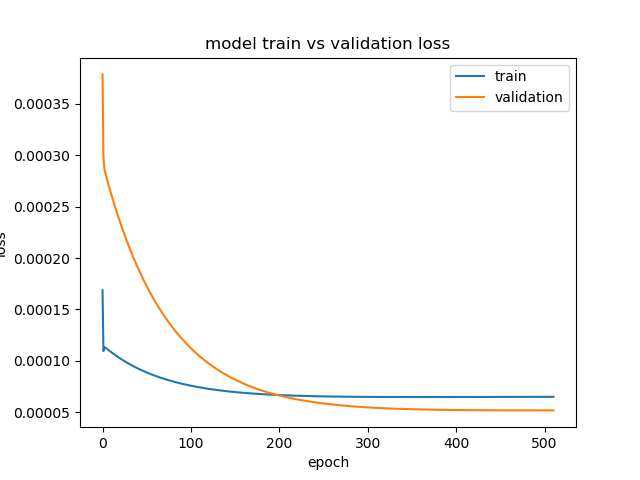 model train vs validation loss
train
validation
0.00035
0.00030
0.00025
0.00020
0.00015
0.00010
0.00005
loss
0 100 200 300 400 500
epoch